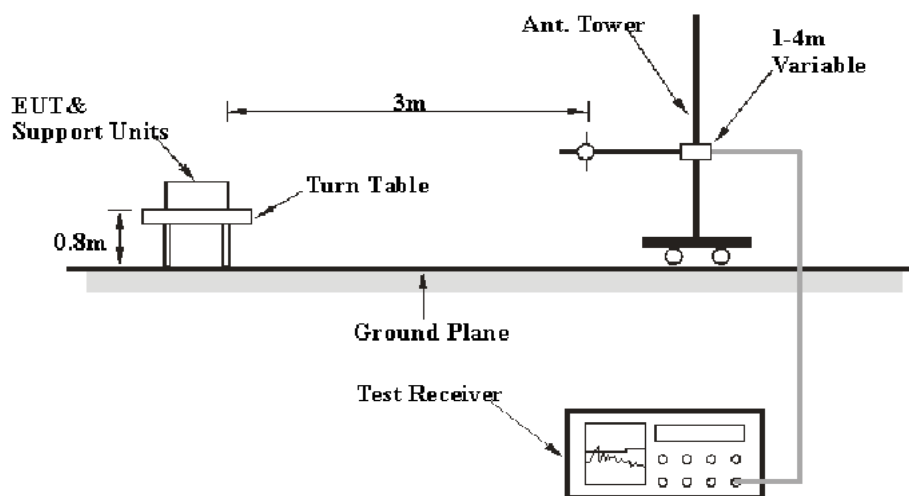 Ant. Tower
1-4m
Variable
3m
EUT&
Support Units
Turn Table
0.8m
Ground Plane
Test Receiver